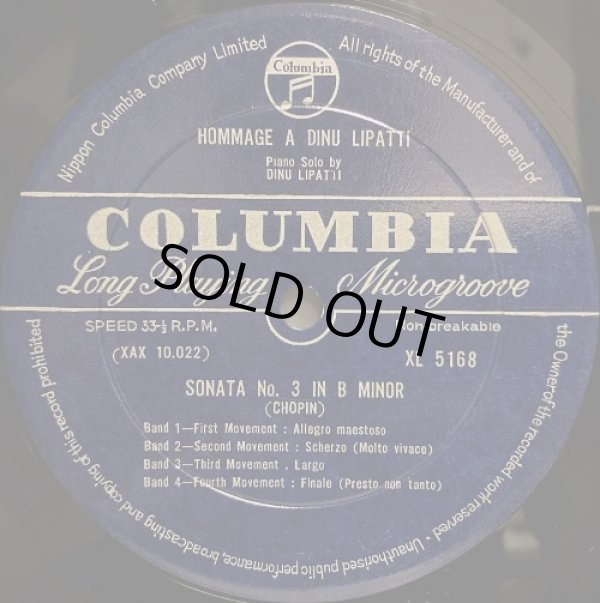 Nippon Columbia Company Limited
All rights of the Manufacturer and of
the Owner of the recorded work reserved - Unauthorised public performance, broadcasting and copying of this record prohibited
Columbia
HOMMAGE A DINU LIPATTI
Piano Solo by
DINU LIPATTI
COLUMBIA
Long Playing Microgroove
SOLD OUT
SPEED 33⅓ R.P.M. Nonbreakable
(XAX 10.022) XL 5168
SONATA No. 3 IN B MINOR
(CHOPIN)
Band 1—First Movement : Allegro maestoso
Band 2—Second Movement : Scherzo (Molto vivace)
Band 3—Third Movement . Largo
Band 4—Fourth Movement : Finale (Presto non tanto)